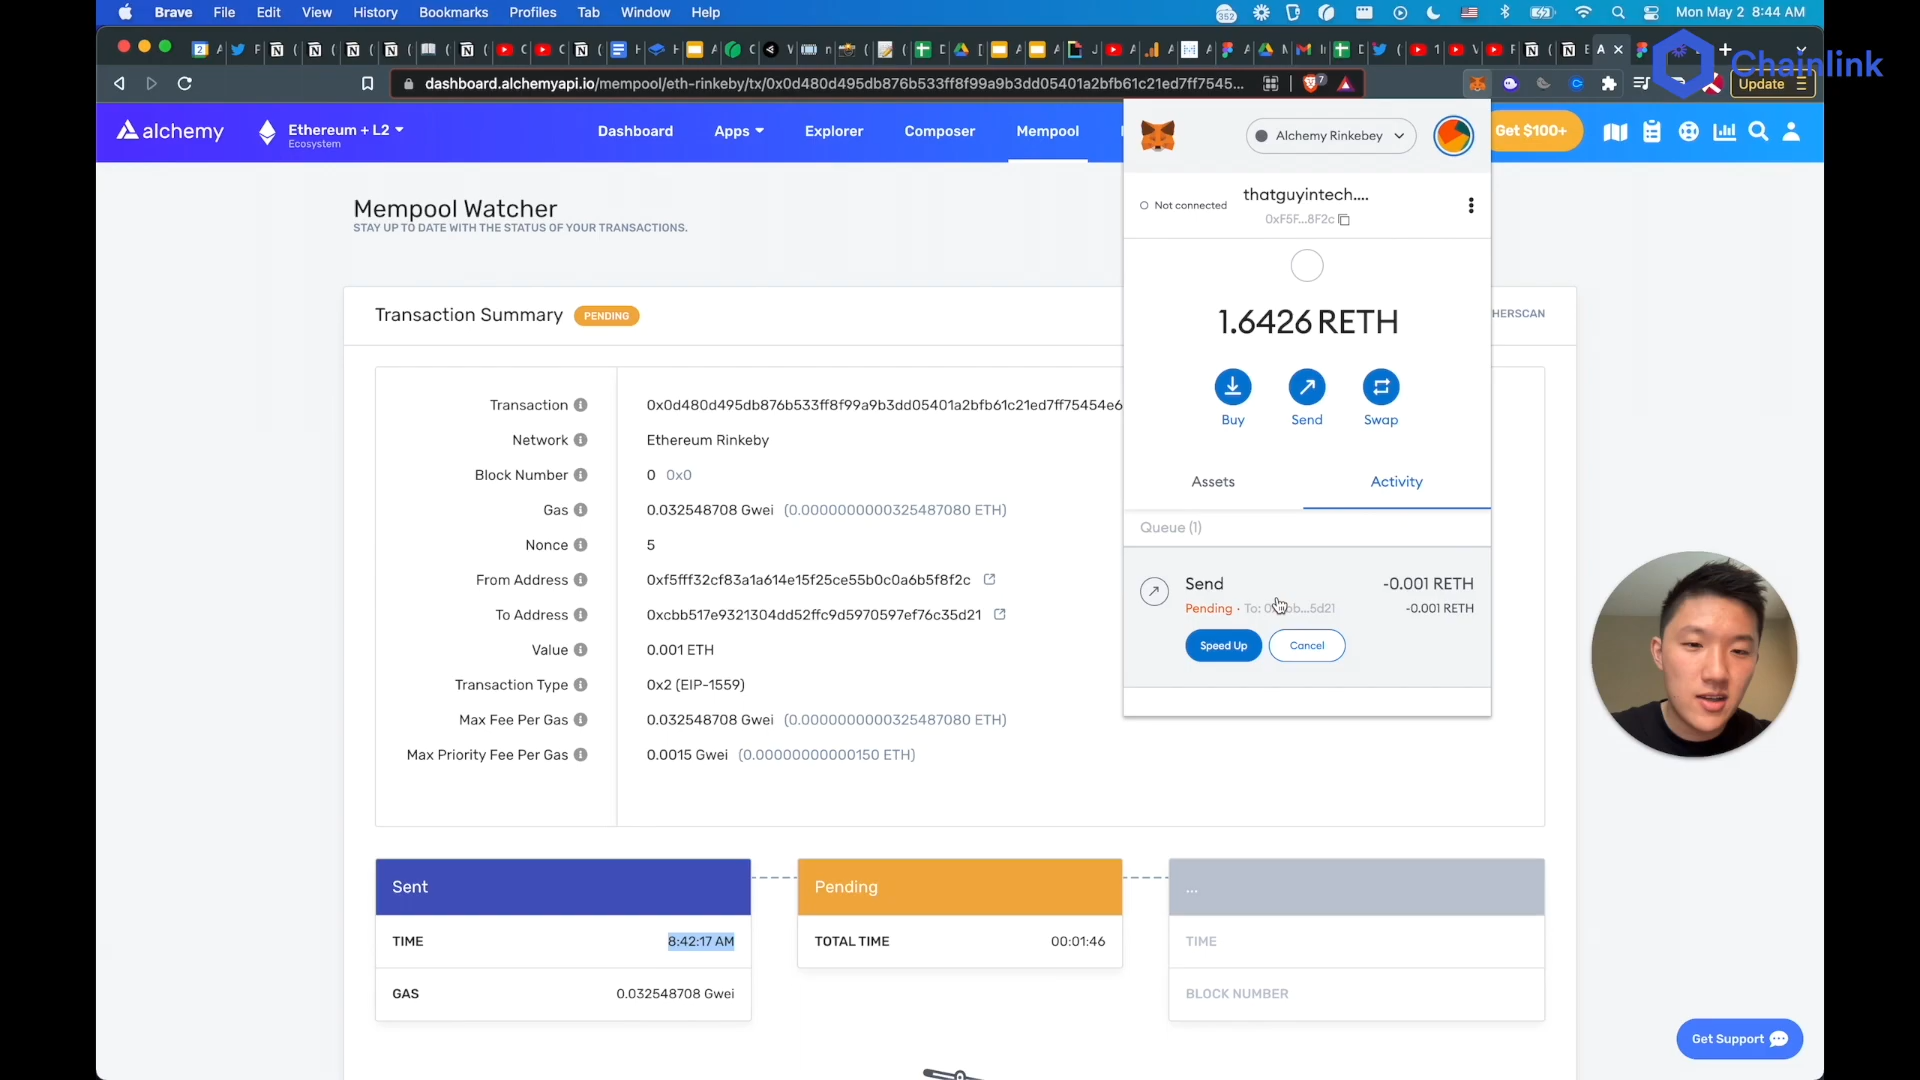 Brave File Edit View History Bookmarks Profiles Tab Window Help
352
Mon May 2 8:44 AM
dashboard.alchemyapi.io/mempool/eth-rinkeby/tx/0x0d480d495db876b533ff8f99a9b3dd05401a2bfb61c21ed7ff7545...
7
Update
Chainlink
alchemy
Ethereum + L2
Ecosystem
Dashboard Apps Explorer Composer Mempool
Get $100+
Mempool Watcher
STAY UP TO DATE WITH THE STATUS OF YOUR TRANSACTIONS.
Transaction Summary PENDING
HERSCAN
Transaction 0x0d480d495db876b533ff8f99a9b3dd05401a2bfb61c21ed7ff75454e6
Network Ethereum Rinkeby
Block Number 0 0x0
Gas 0.032548708 Gwei (0.0000000000325487080 ETH)
Nonce 5
From Address 0xf5fff32cf83a1a614e15f25ce55b0c0a6b5f8f2c
To Address 0xcbb517e9321304dd52ffc9d5970597ef76c35d21
Value 0.001 ETH
Transaction Type 0x2 (EIP-1559)
Max Fee Per Gas 0.032548708 Gwei (0.0000000000325487080 ETH)
Max Priority Fee Per Gas 0.0015 Gwei (0.00000000000150 ETH)
Alchemy Rinkebey
Not connected
thatguyintech....
0xF5F...8F2c
1.6426 RETH
Buy Send Swap
Assets Activity
Queue (1)
Send -0.001 RETH
Pending · To: 5d21 -0.001 RETH
Speed Up Cancel
Sent
TIME 8:42:17 AM
GAS 0.032548708 Gwei
Pending
TOTAL TIME 00:01:46
...
TIME
BLOCK NUMBER
Get Support